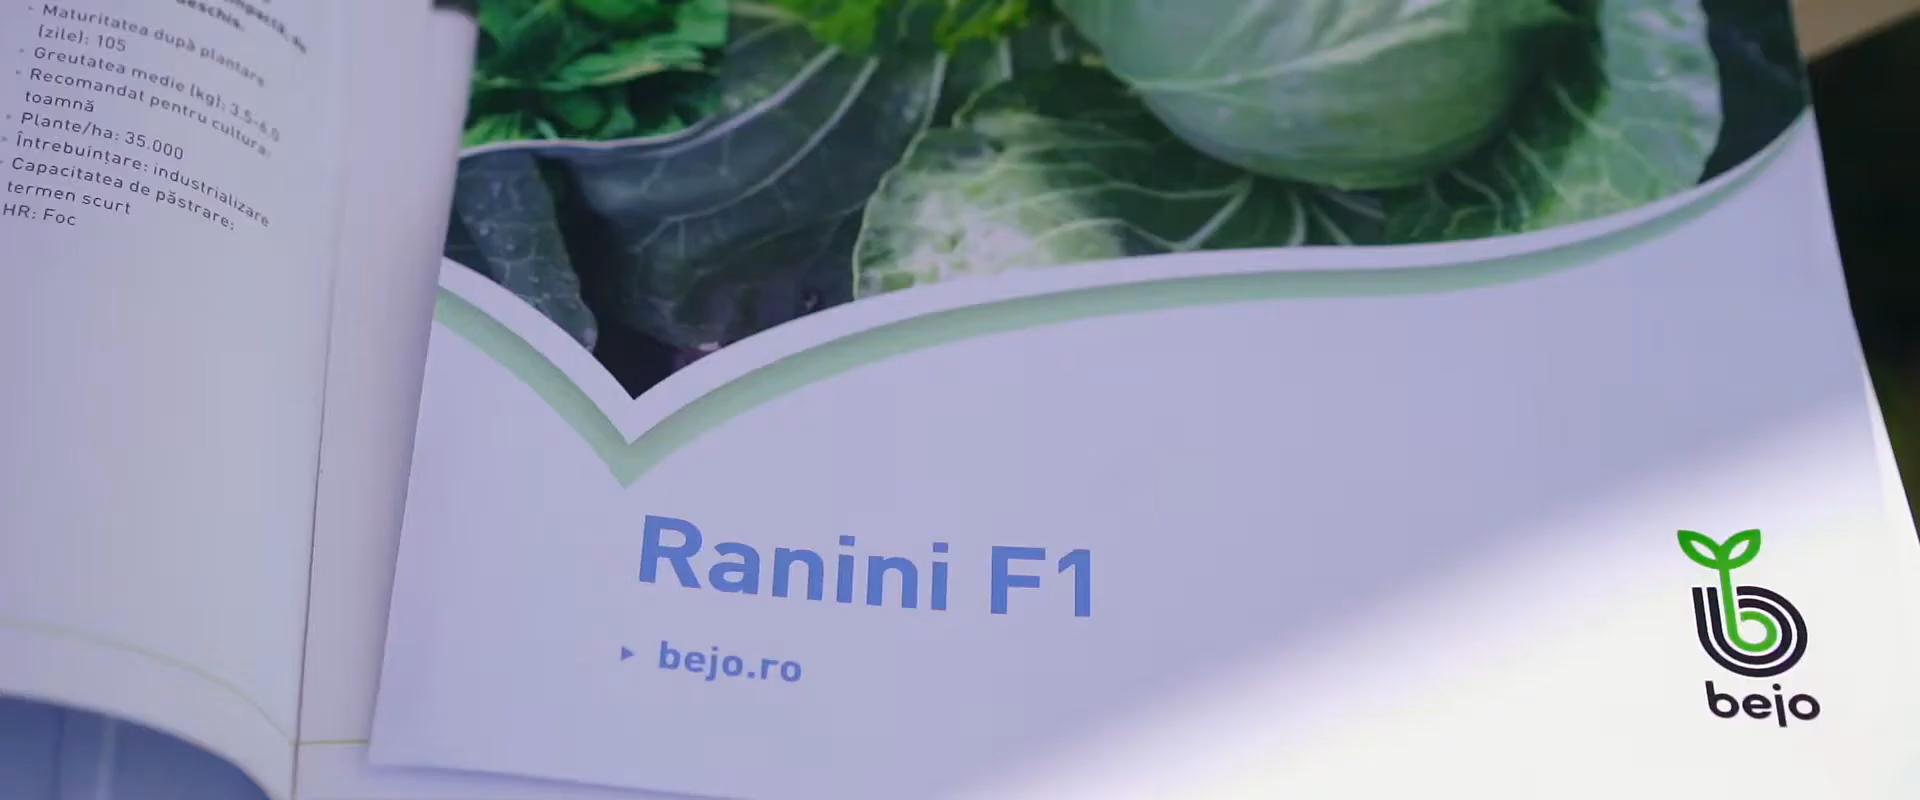 deschis.
- Maturitatea după plantare
(zile): 105
- Greutatea medie (kg): 3.5-6.0
- Recomandat pentru cultura:
toamnă
- Plante/ha: 35.000
- Întrebuințare: industrializare
- Capacitatea de păstrare:
termen scurt
HR: Foc
Ranini F1
▸ bejo.ro
bejo